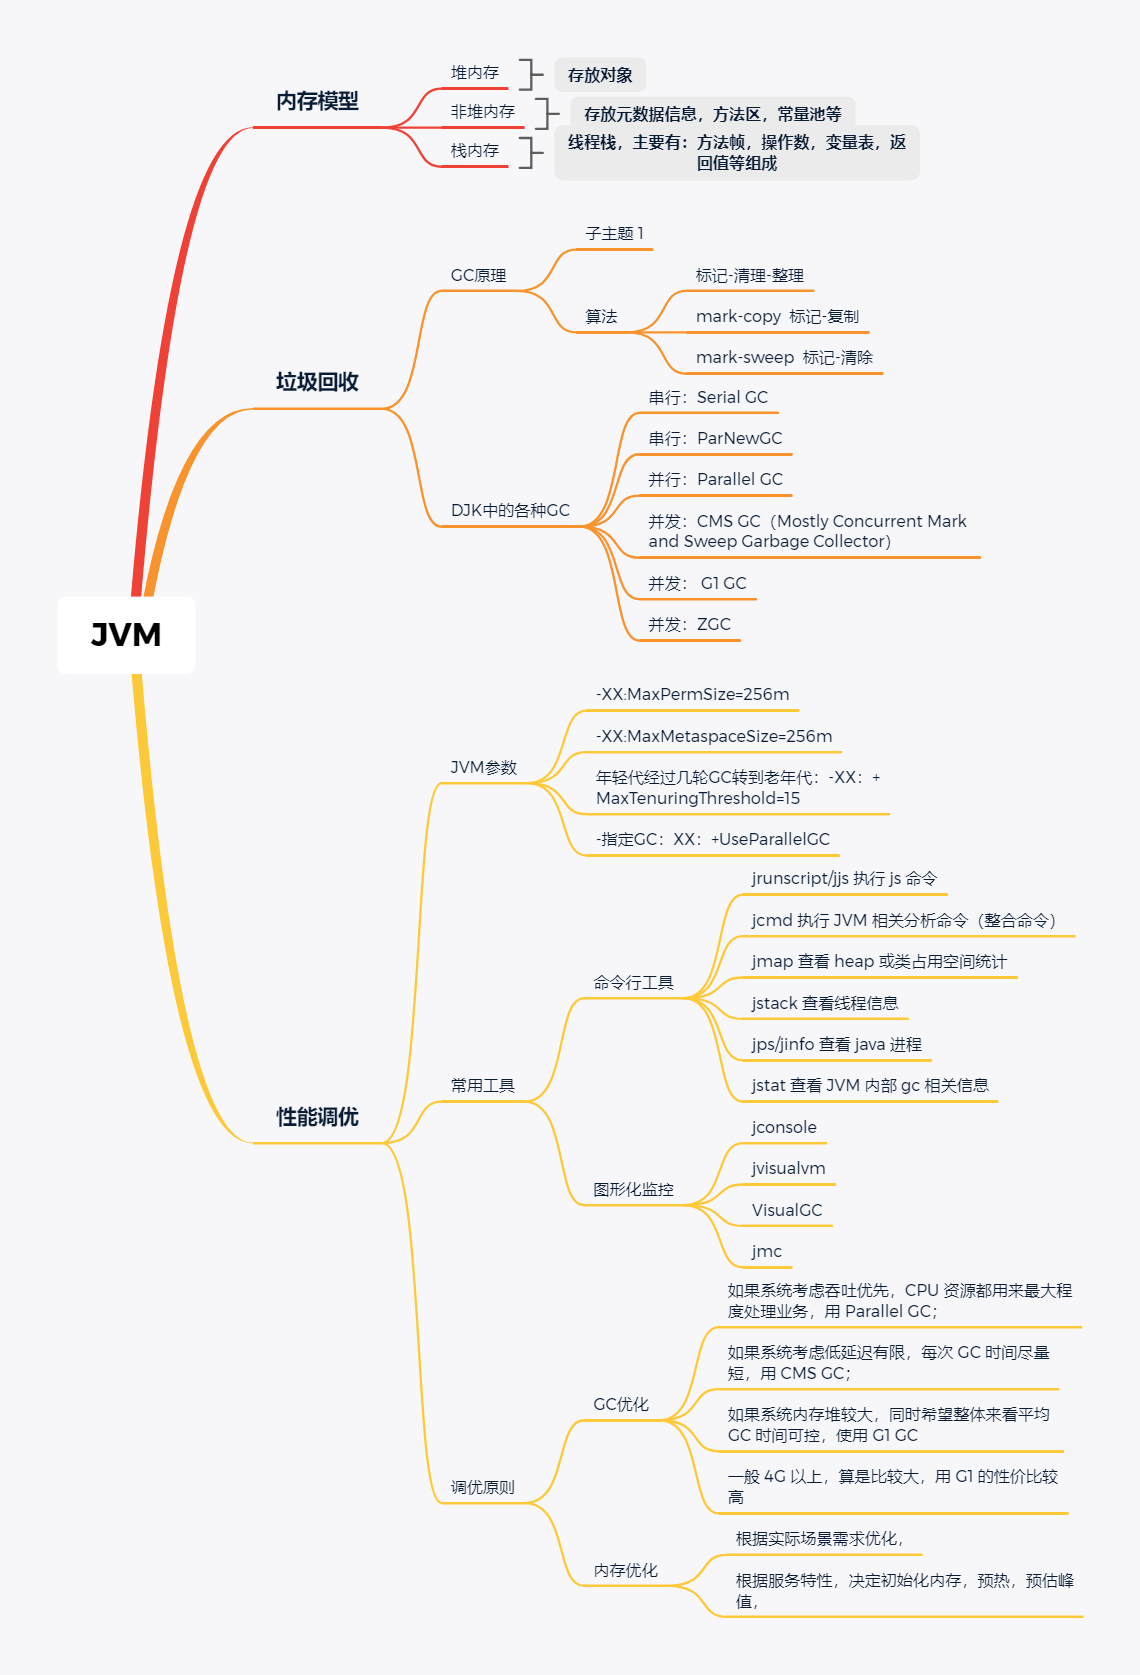 堆内存
存放对象
内存模型
非堆内存
存放元数据信息，方法区，常量池等
栈内存
线程栈，主要有：方法帧，操作数，变量表，返
回值等组成
子主题 1
GC原理
标记-清理-整理
算法
mark-copy 标记-复制
mark-sweep 标记-清除
垃圾回收
串行：Serial GC
串行：ParNewGC
并行：Parallel GC
DJK中的各种GC
并发：CMS GC（Mostly Concurrent Mark
and Sweep Garbage Collector）
并发： G1 GC
并发：ZGC
JVM
-XX:MaxPermSize=256m
-XX:MaxMetaspaceSize=256m
JVM参数
年轻代经过几轮GC转到老年代：-XX：+
MaxTenuringThreshold=15
-指定GC：XX：+UseParallelGC
jrunscript/jjs 执行 js 命令
jcmd 执行 JVM 相关分析命令（整合命令）
jmap 查看 heap 或类占用空间统计
命令行工具
jstack 查看线程信息
jps/jinfo 查看 java 进程
jstat 查看 JVM 内部 gc 相关信息
常用工具
性能调优
jconsole
jvisualvm
图形化监控
VisualGC
jmc
如果系统考虑吞吐优先，CPU 资源都用来最大程
度处理业务，用 Parallel GC；
如果系统考虑低延迟有限，每次 GC 时间尽量
短，用 CMS GC；
GC优化
如果系统内存堆较大，同时希望整体来看平均
GC 时间可控，使用 G1 GC
一般 4G 以上，算是比较大，用 G1 的性价比较
高
调优原则
根据实际场景需求优化，
内存优化
根据服务特性，决定初始化内存，预热，预估峰
值，